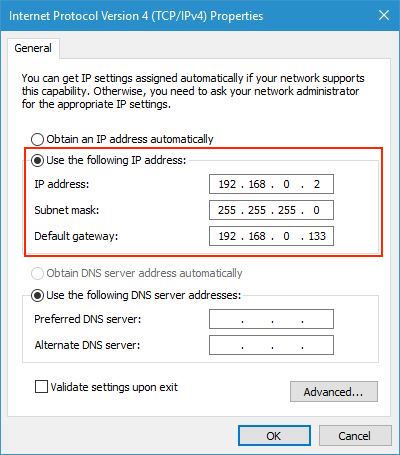 Internet Protocol Version 4 (TCP/IPv4) Properties
General
You can get IP settings assigned automatically if your network supports
this capability. Otherwise, you need to ask your network administrator
for the appropriate IP settings.
Obtain an IP address automatically
Use the following IP address:
IP address: 192 . 168 . 0 . 2
Subnet mask: 255 . 255 . 255 . 0
Default gateway: 192 . 168 . 0 . 133
Obtain DNS server address automatically
Use the following DNS server addresses:
Preferred DNS server: . . .
Alternate DNS server: . . .
Validate settings upon exit
Advanced...
OK Cancel